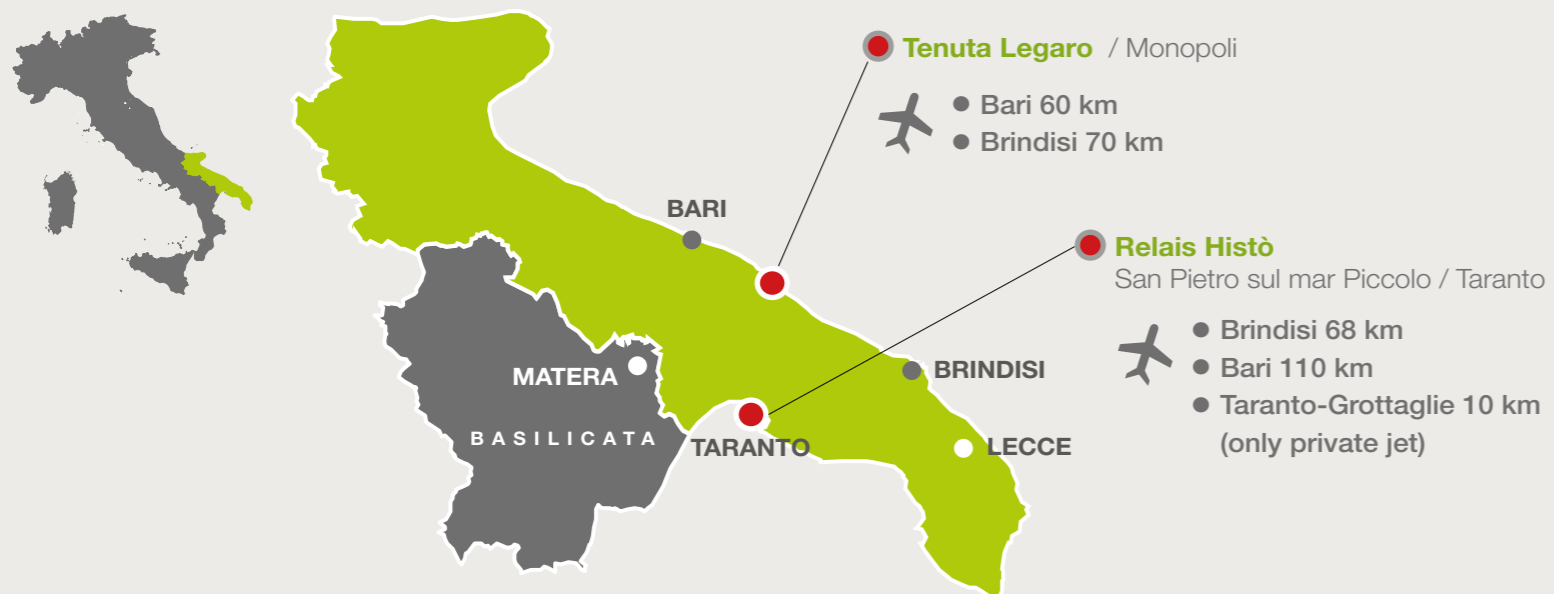 Tenuta Legaro / Monopoli
Bari 60 km
Brindisi 70 km
BARI
Relais Histò
San Pietro sul mar Piccolo / Taranto
Brindisi 68 km
Bari 110 km
Taranto-Grottaglie 10 km
(only private jet)
MATERA
BRINDISI
BASILICATA
TARANTO
LECCE